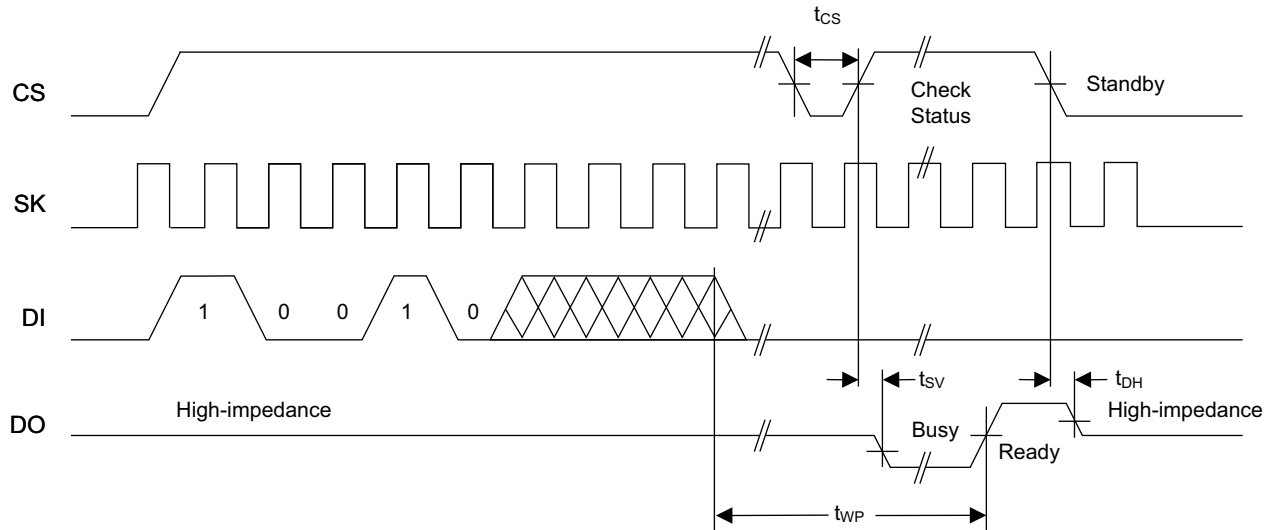 tCS
CS
Check
Status
Standby
SK
DI
1 0 0 1 0
tSV
tDH
DO
High-impedance
Busy
Ready
High-impedance
tWP